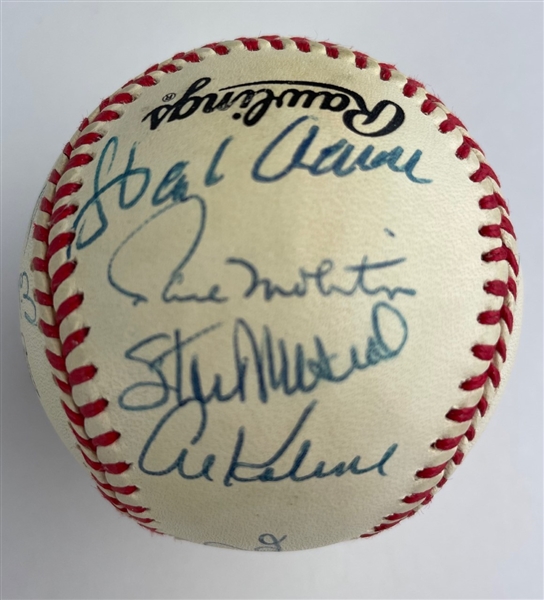 Rawlings®
Hank Aaron
Paul Molitor
Stan Musial
Al Kaline